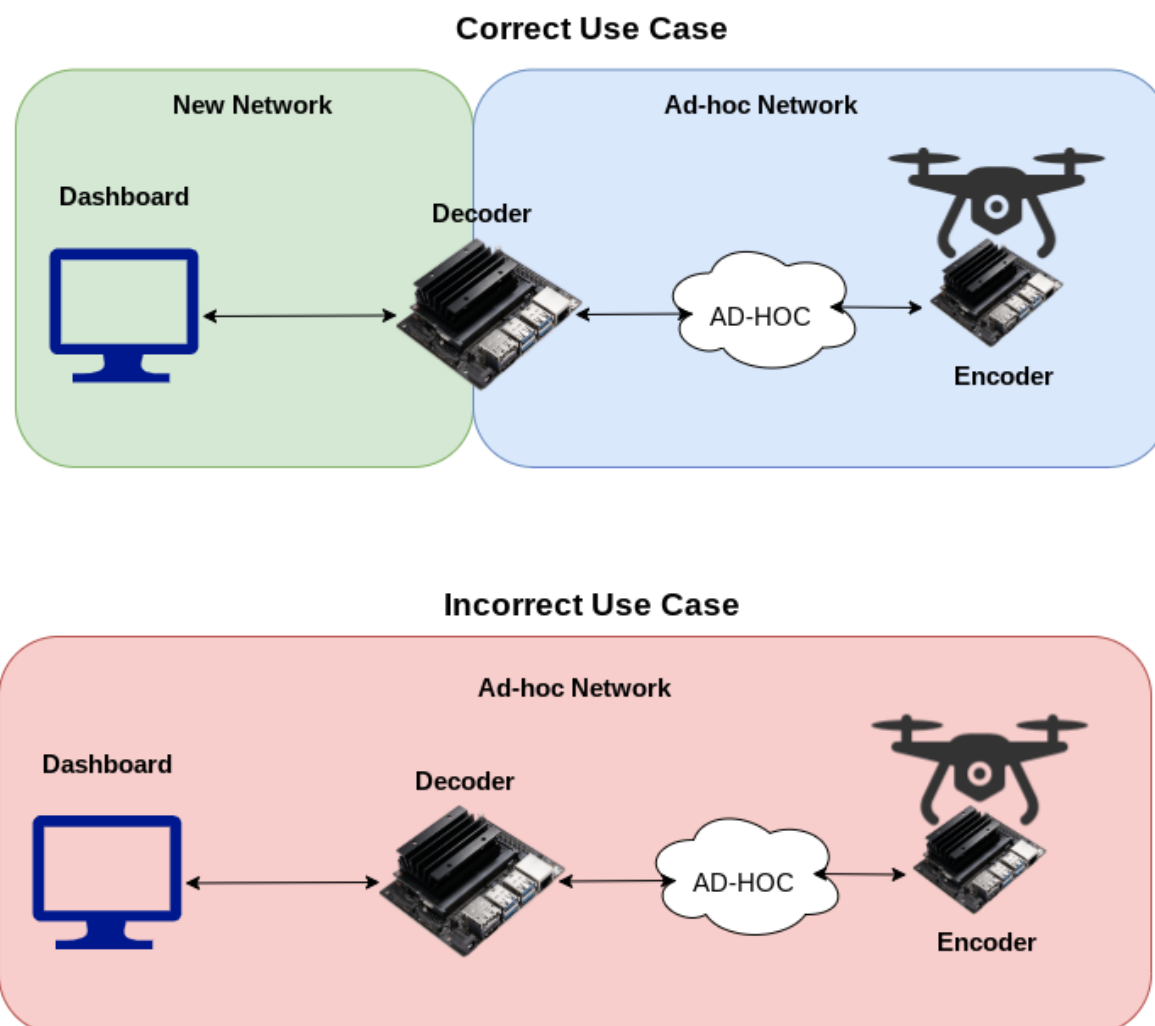 Correct Use Case
New Network
Ad-hoc Network
Dashboard
Decoder
AD-HOC
Encoder
Incorrect Use Case
Ad-hoc Network
Dashboard
Decoder
AD-HOC
Encoder